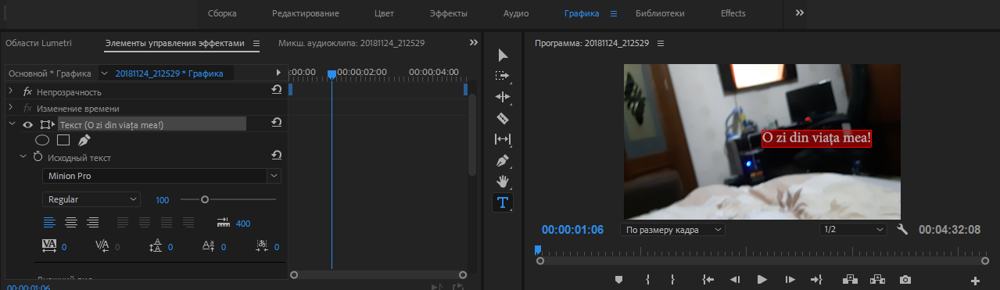 Сборка Редактирование Цвет Эффекты Аудио Графика Библиотеки Effects
Области Lumetri Элементы управления эффектами Микш. аудиоклипа: 20181124_212529
Программа: 20181124_212529
Основной * Графика 20181124_212529 * Графика
:00:00 00:00:02:00 00:00:04:00
fx Непрозрачность
fx Изменение времени
Текст (O zi din viața mea!)
Исходный текст
Minion Pro
Regular 100
400
VA 0 V/A 0 0 0 0
00:00:01:06
O zi din viața mea!
00:00:01:06 По размеру кадра 1/2 00:04:32:08